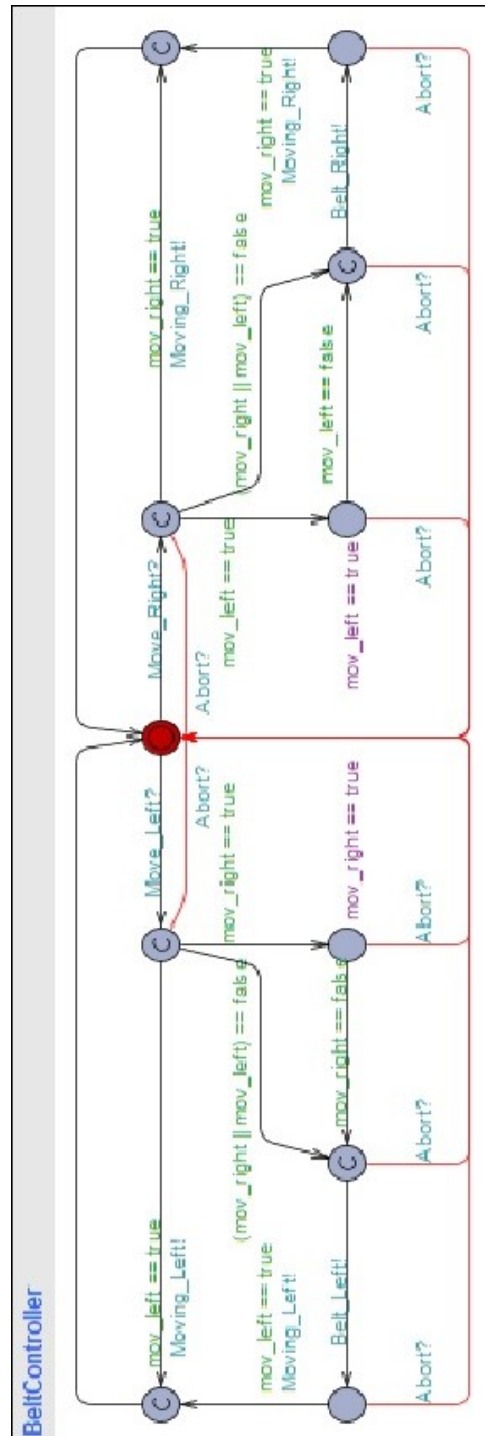 BeltController
mov_left == true
Moving_Left!
mov_left == true
Moving_Left!
(mov_right || mov_left) == false
Belt_Left!
Abort?
Move_Left?
mov_right == true
mov_right == false
Abort?
mov_right == true
Abort?
Abort?
Abort?
Move_Right?
mov_left == true
mov_left == true
Abort?
mov_right == true
Moving_Right!
(mov_right || mov_left) == false
mov_left == false
Abort?
mov_right == true
Moving_Right!
Belt_Right!
Abort?
C
C
C
C
C
C